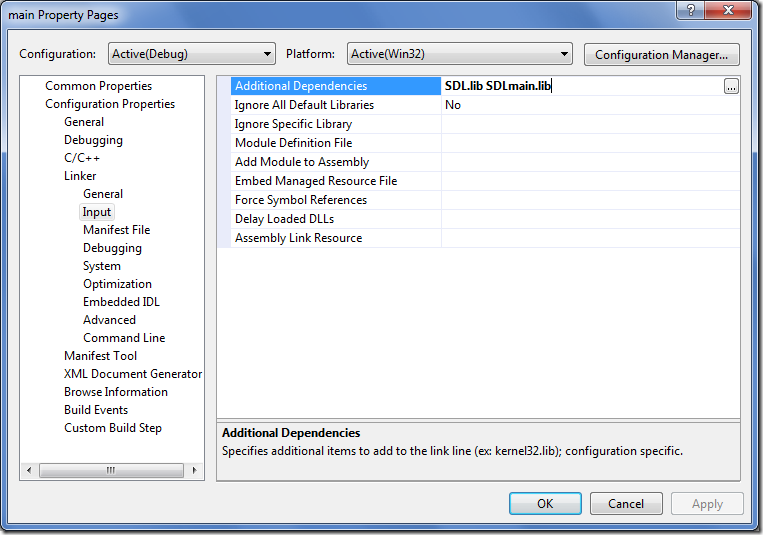 main Property Pages
Configuration: Active(Debug) Platform: Active(Win32) Configuration Manager...
Common Properties
Configuration Properties
General
Debugging
C/C++
Linker
General
Input
Manifest File
Debugging
System
Optimization
Embedded IDL
Advanced
Command Line
Manifest Tool
XML Document Generator
Browse Information
Build Events
Custom Build Step
Additional Dependencies SDL.lib SDLmain.lib ...
Ignore All Default Libraries No
Ignore Specific Library
Module Definition File
Add Module to Assembly
Embed Managed Resource File
Force Symbol References
Delay Loaded DLLs
Assembly Link Resource
Additional Dependencies
Specifies additional items to add to the link line (ex: kernel32.lib); configuration specific.
OK Cancel Apply